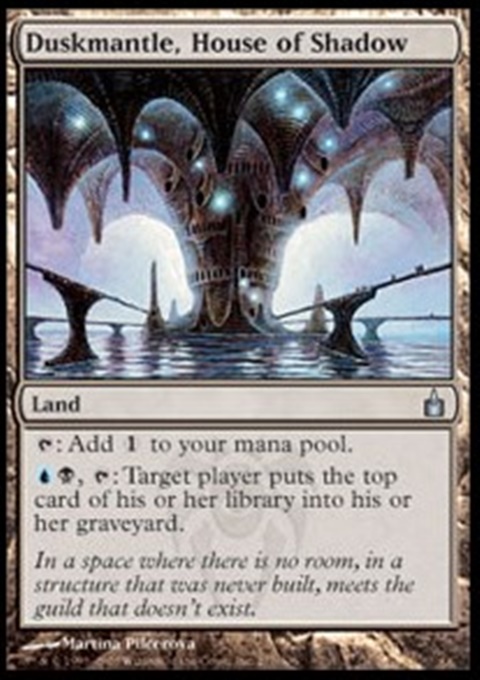 Duskmantle, House of Shadow
Land
: Add 1 to your mana pool.
, : Target player puts the top
card of his or her library into his or
her graveyard.
In a space where there is no room, in a
structure that was never built, meets the
guild that doesn't exist.
Martina Pilcerova